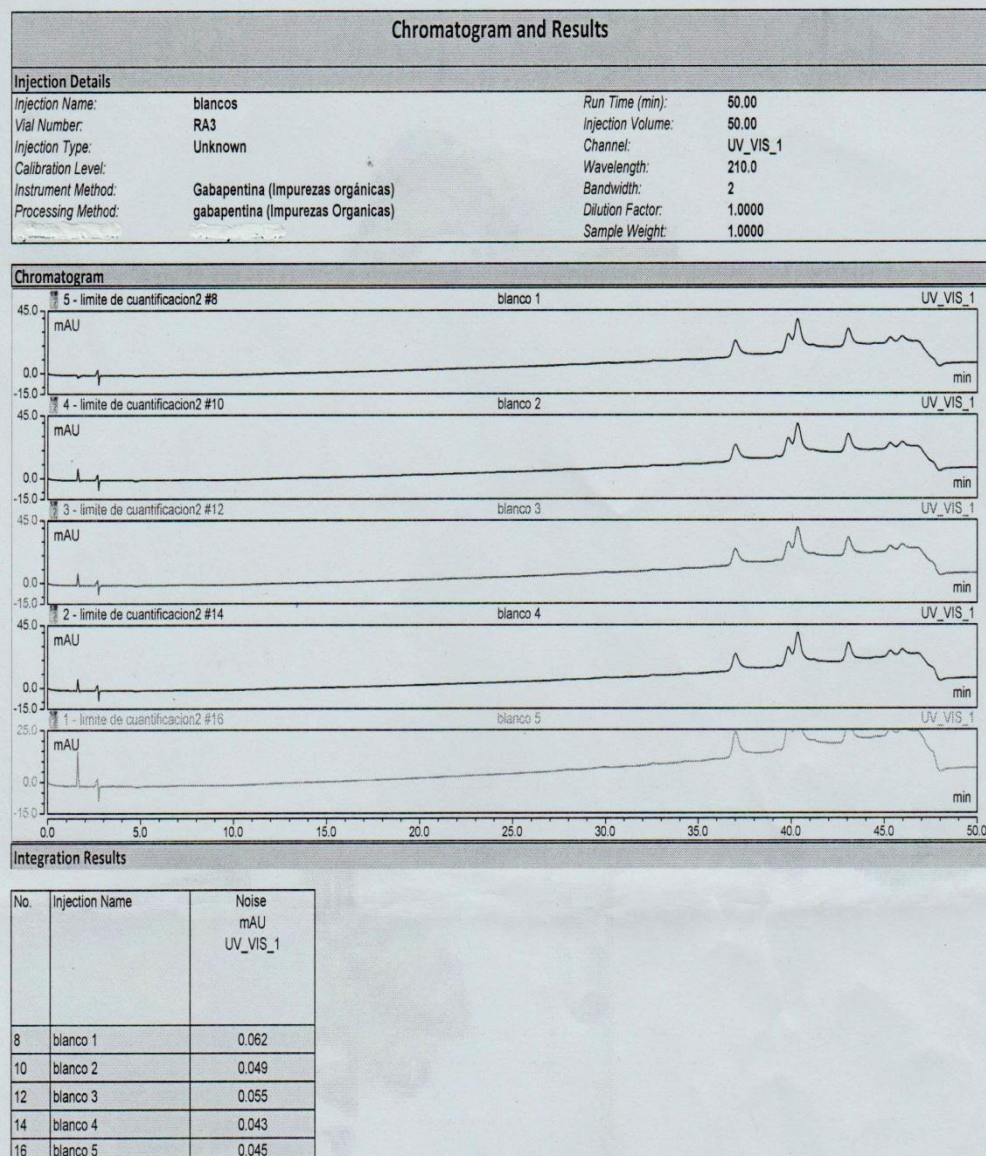 Chromatogram and Results
Injection Details
Injection Name: blancos Run Time (min): 50.00
Vial Number: RA3 Injection Volume: 50.00
Injection Type: Unknown Channel: UV_VIS_1
Calibration Level: Wavelength: 210.0
Instrument Method: Gabapentina (Impurezas orgánicas) Bandwidth: 2
Processing Method: gabapentina (Impurezas Organicas) Dilution Factor: 1.0000
Sample Weight: 1.0000
Chromatogram
5 - limite de cuantificacion2 #8 blanco 1 UV_VIS_1
45.0
mAU
0.0
min
-15.0
4 - limite de cuantificacion2 #10 blanco 2 UV_VIS_1
45.0
mAU
0.0
min
-15.0
3 - limite de cuantificacion2 #12 blanco 3 UV_VIS_1
45.0
mAU
0.0
min
-15.0
2 - limite de cuantificacion2 #14 blanco 4 UV_VIS_1
45.0
mAU
0.0
min
-15.0
1 - limite de cuantificacion2 #16 blanco 5 UV_VIS_1
25.0
mAU
0.0
min
-15.0
0.0 5.0 10.0 15.0 20.0 25.0 30.0 35.0 40.0 45.0 50.0
Integration Results
No. Injection Name Noise
mAU
UV_VIS_1
8 blanco 1 0.062
10 blanco 2 0.049
12 blanco 3 0.055
14 blanco 4 0.043
16 blanco 5 0.045